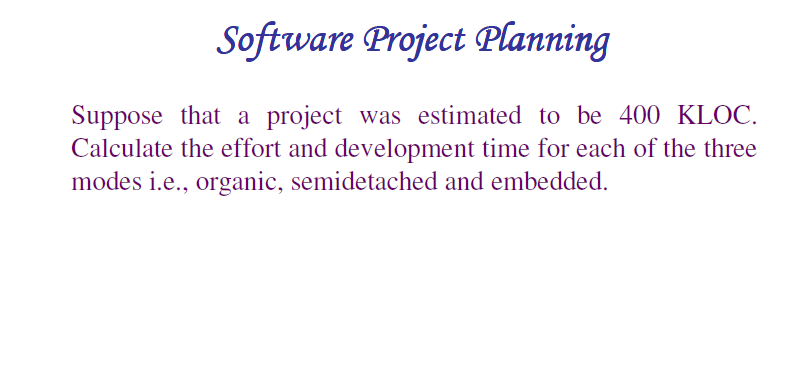 Software Project Planning
Suppose that a project was estimated to be 400 KLOC.
Calculate the effort and development time for each of the three
modes i.e., organic, semidetached and embedded.